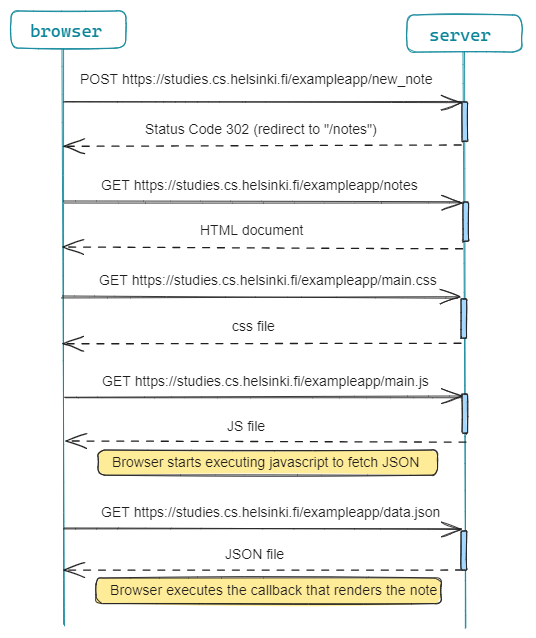 browser
server
POST https://studies.cs.helsinki.fi/exampleapp/new_note
Status Code 302 (redirect to "/notes")
GET https://studies.cs.helsinki.fi/exampleapp/notes
HTML document
GET https://studies.cs.helsinki.fi/exampleapp/main.css
css file
GET https://studies.cs.helsinki.fi/exampleapp/main.js
JS file
Browser starts executing javascript to fetch JSON
GET https://studies.cs.helsinki.fi/exampleapp/data.json
JSON file
Browser executes the callback that renders the note